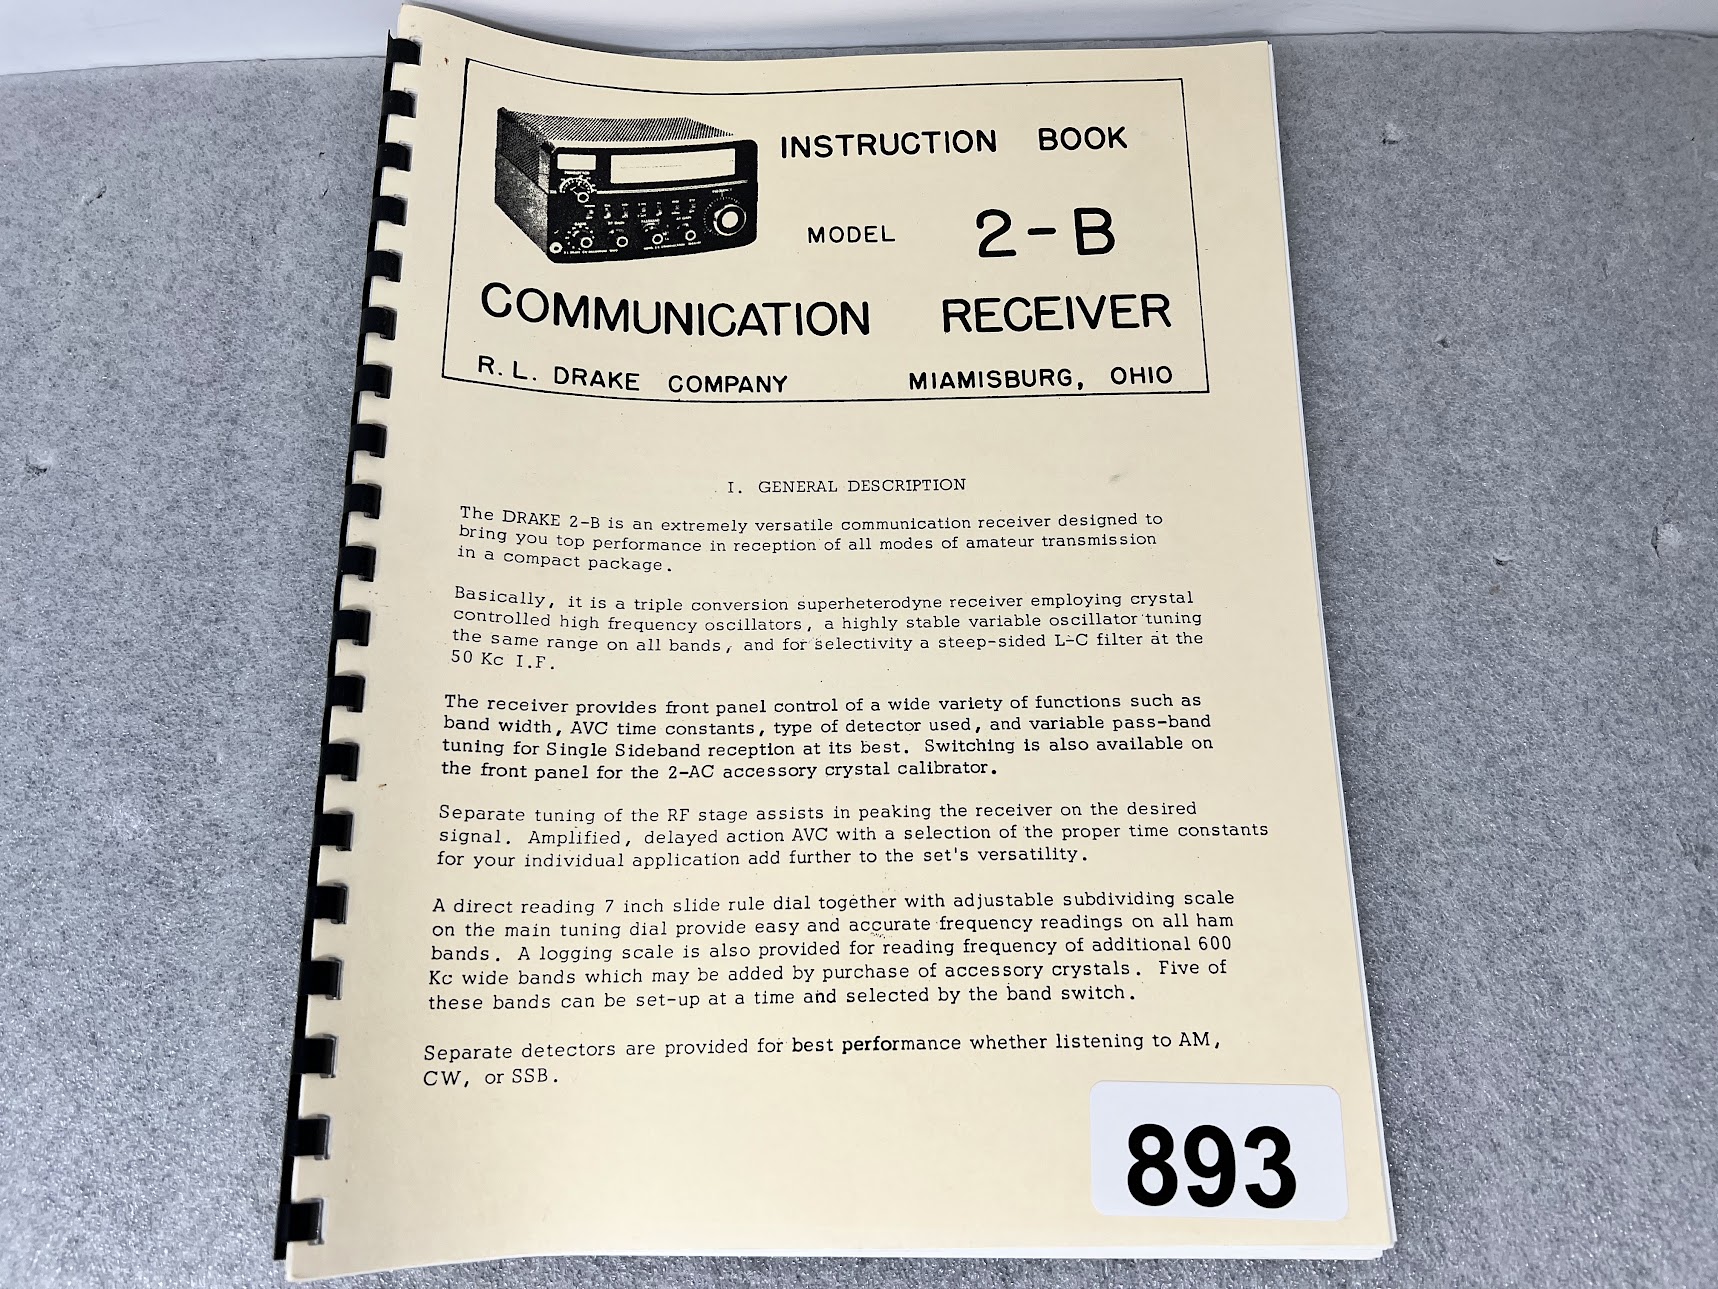 INSTRUCTION BOOK
MODEL 2-B
COMMUNICATION RECEIVER
R.L. DRAKE COMPANY MIAMISBURG, OHIO
I. GENERAL DESCRIPTION
The DRAKE 2-B is an extremely versatile communication receiver designed to
bring you top performance in reception of all modes of amateur transmission
in a compact package.
Basically, it is a triple conversion superheterodyne receiver employing crystal
controlled high frequency oscillators, a highly stable variable oscillator tuning
the same range on all bands, and for selectivity a steep-sided L-C filter at the
50 Kc I.F.
The receiver provides front panel control of a wide variety of functions such as
band width, AVC time constants, type of detector used, and variable pass-band
tuning for Single Sideband reception at its best. Switching is also available on
the front panel for the 2-AC accessory crystal calibrator.
Separate tuning of the RF stage assists in peaking the receiver on the desired
signal. Amplified, delayed action AVC with a selection of the proper time constants
for your individual application add further to the set's versatility.
A direct reading 7 inch slide rule dial together with adjustable subdividing scale
on the main tuning dial provide easy and accurate frequency readings on all ham
bands. A logging scale is also provided for reading frequency of additional 600
Kc wide bands which may be added by purchase of accessory crystals. Five of
these bands can be set-up at a time and selected by the band switch.
Separate detectors are provided for best performance whether listening to AM,
CW, or SSB.
893